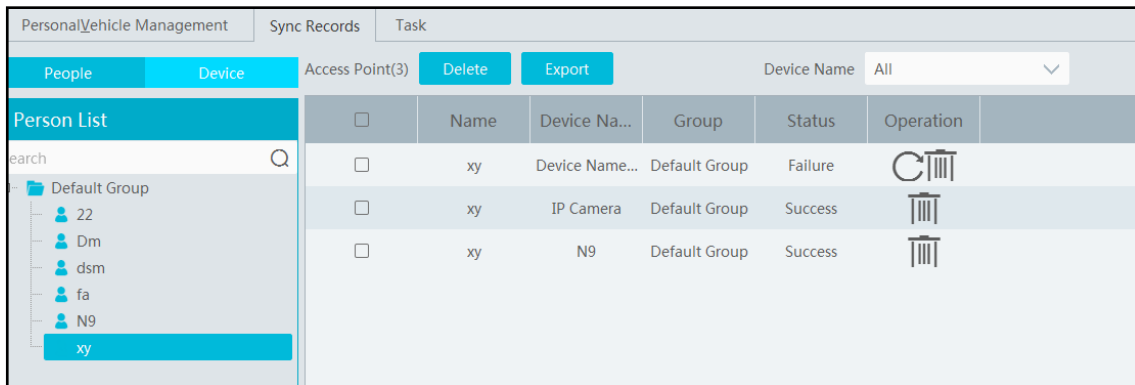 Personal Vehicle Management Sync Records Task
People Device Access Point(3) Delete Export Device Name All
Person List
earch
Default Group
22
Dm
dsm
fa
N9
xy
Name Device Na... Group Status Operation
xy Device Name... Default Group Failure
xy IP Camera Default Group Success
xy N9 Default Group Success